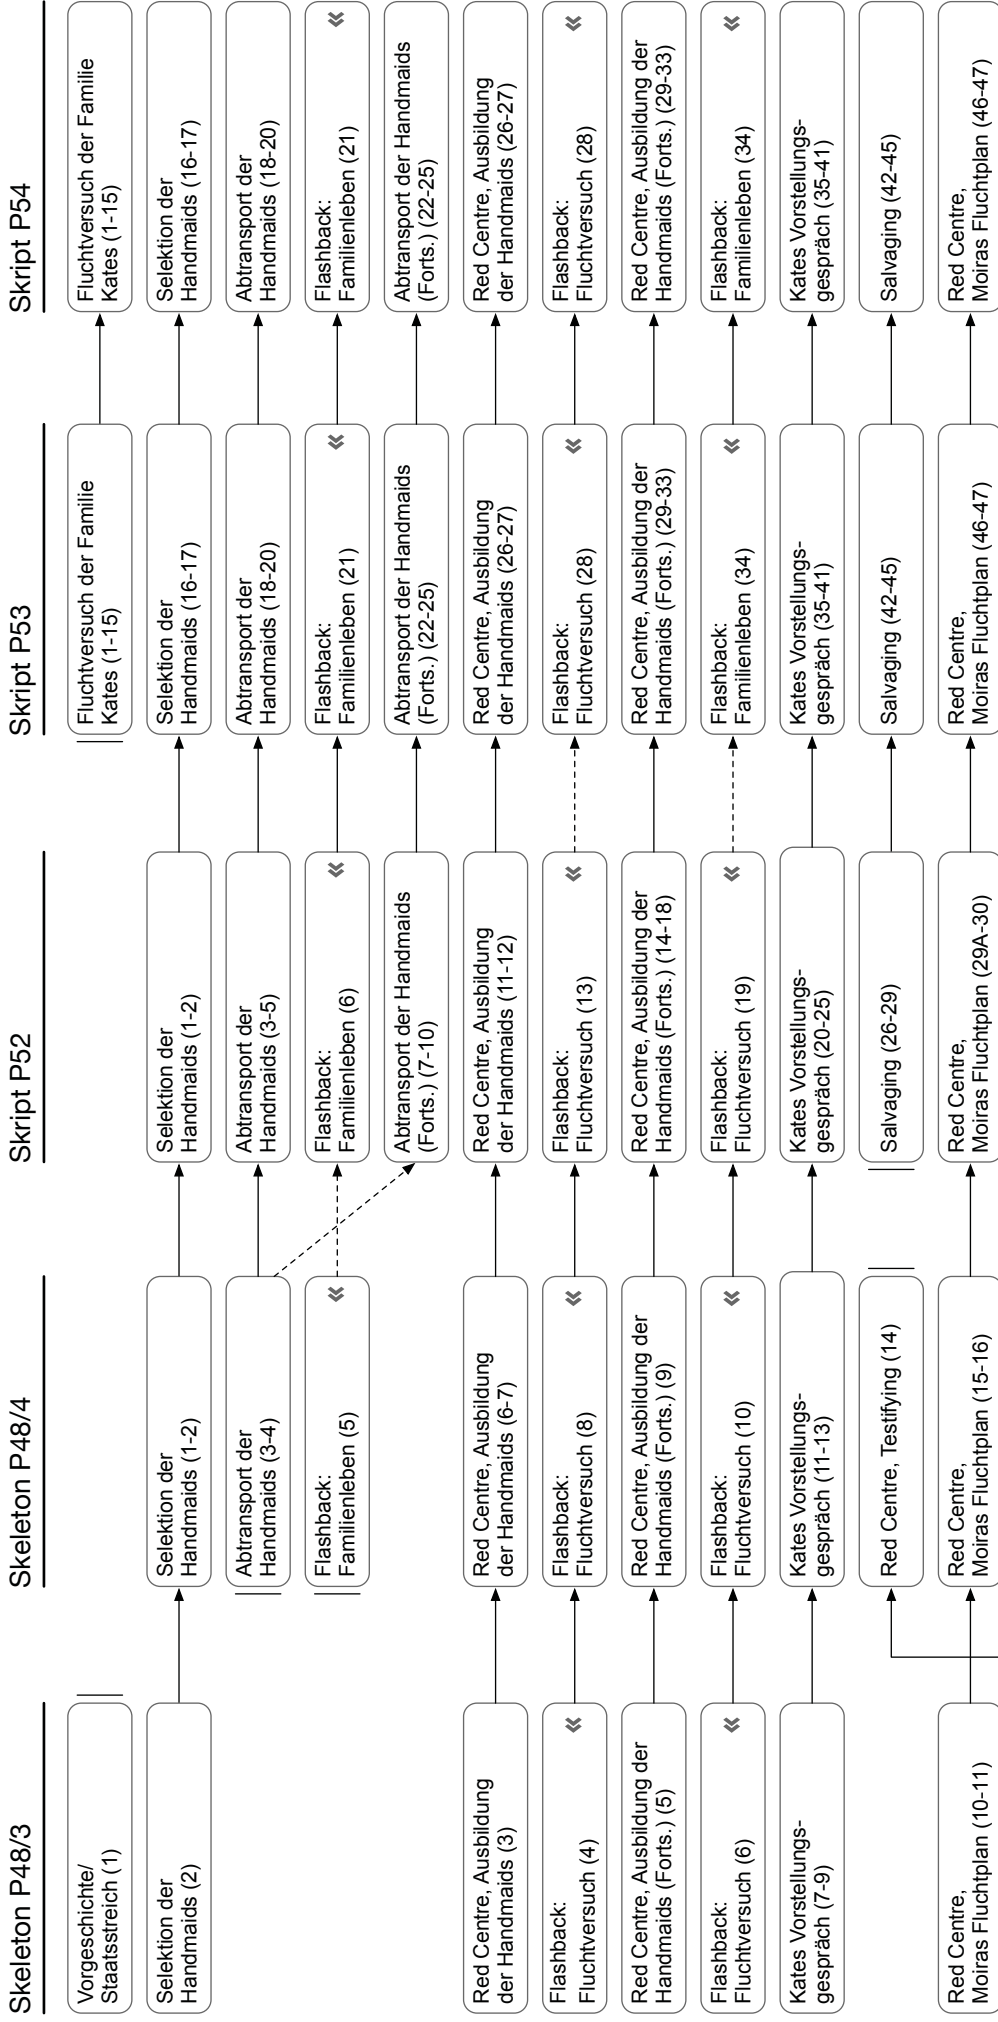 Skeleton P48/3
Vorgeschichte/
Staatsstreich (1)
Selektion der
Handmaids (2)
Red Centre, Ausbildung
der Handmaids (3)
Flashback:
Fluchtversuch (4)
Red Centre, Ausbildung der
Handmaids (Forts.) (5)
Flashback:
Fluchtversuch (6)
Kates Vorstellungs-
gespräch (7-9)
Red Centre,
Moiras Fluchtplan (10-11)
Skeleton P48/4
Selektion der
Handmaids (1-2)
Abtransport der
Handmaids (3-4)
Flashback:
Familienleben (5)
Red Centre, Ausbildung
der Handmaids (6-7)
Flashback:
Fluchtversuch (8)
Red Centre, Ausbildung der
Handmaids (Forts.) (9)
Flashback:
Fluchtversuch (10)
Kates Vorstellungs-
gespräch (11-13)
Red Centre, Testifying (14)
Red Centre,
Moiras Fluchtplan (15-16)
Skript P52
Selektion der
Handmaids (1-2)
Abtransport der
Handmaids (3-5)
Flashback:
Familienleben (6)
Abtransport der Handmaids
(Forts.) (7-10)
Red Centre, Ausbildung
der Handmaids (11-12)
Flashback:
Fluchtversuch (13)
Red Centre, Ausbildung der
Handmaids (Forts.) (14-18)
Flashback:
Fluchtversuch (19)
Kates Vorstellungs-
gespräch (20-25)
Salvaging (26-29)
Red Centre,
Moiras Fluchtplan (29A-30)
Skript P53
Fluchtversuch der Familie
Kates (1-15)
Selektion der
Handmaids (16-17)
Abtransport der
Handmaids (18-20)
Flashback:
Familienleben (21)
Abtransport der Handmaids
(Forts.) (22-25)
Red Centre, Ausbildung
der Handmaids (26-27)
Flashback:
Fluchtversuch (28)
Red Centre, Ausbildung der
Handmaids (Forts.) (29-33)
Flashback:
Familienleben (34)
Kates Vorstellungs-
gespräch (35-41)
Salvaging (42-45)
Red Centre,
Moiras Fluchtplan (46-47)
Skript P54
Fluchtversuch der Familie
Kates (1-15)
Selektion der
Handmaids (16-17)
Abtransport der
Handmaids (18-20)
Flashback:
Familienleben (21)
Abtransport der Handmaids
(Forts.) (22-25)
Red Centre, Ausbildung
der Handmaids (26-27)
Flashback:
Fluchtversuch (28)
Red Centre, Ausbildung der
Handmaids (Forts.) (29-33)
Flashback:
Familienleben (34)
Kates Vorstellungs-
gespräch (35-41)
Salvaging (42-45)
Red Centre,
Moiras Fluchtplan (46-47)